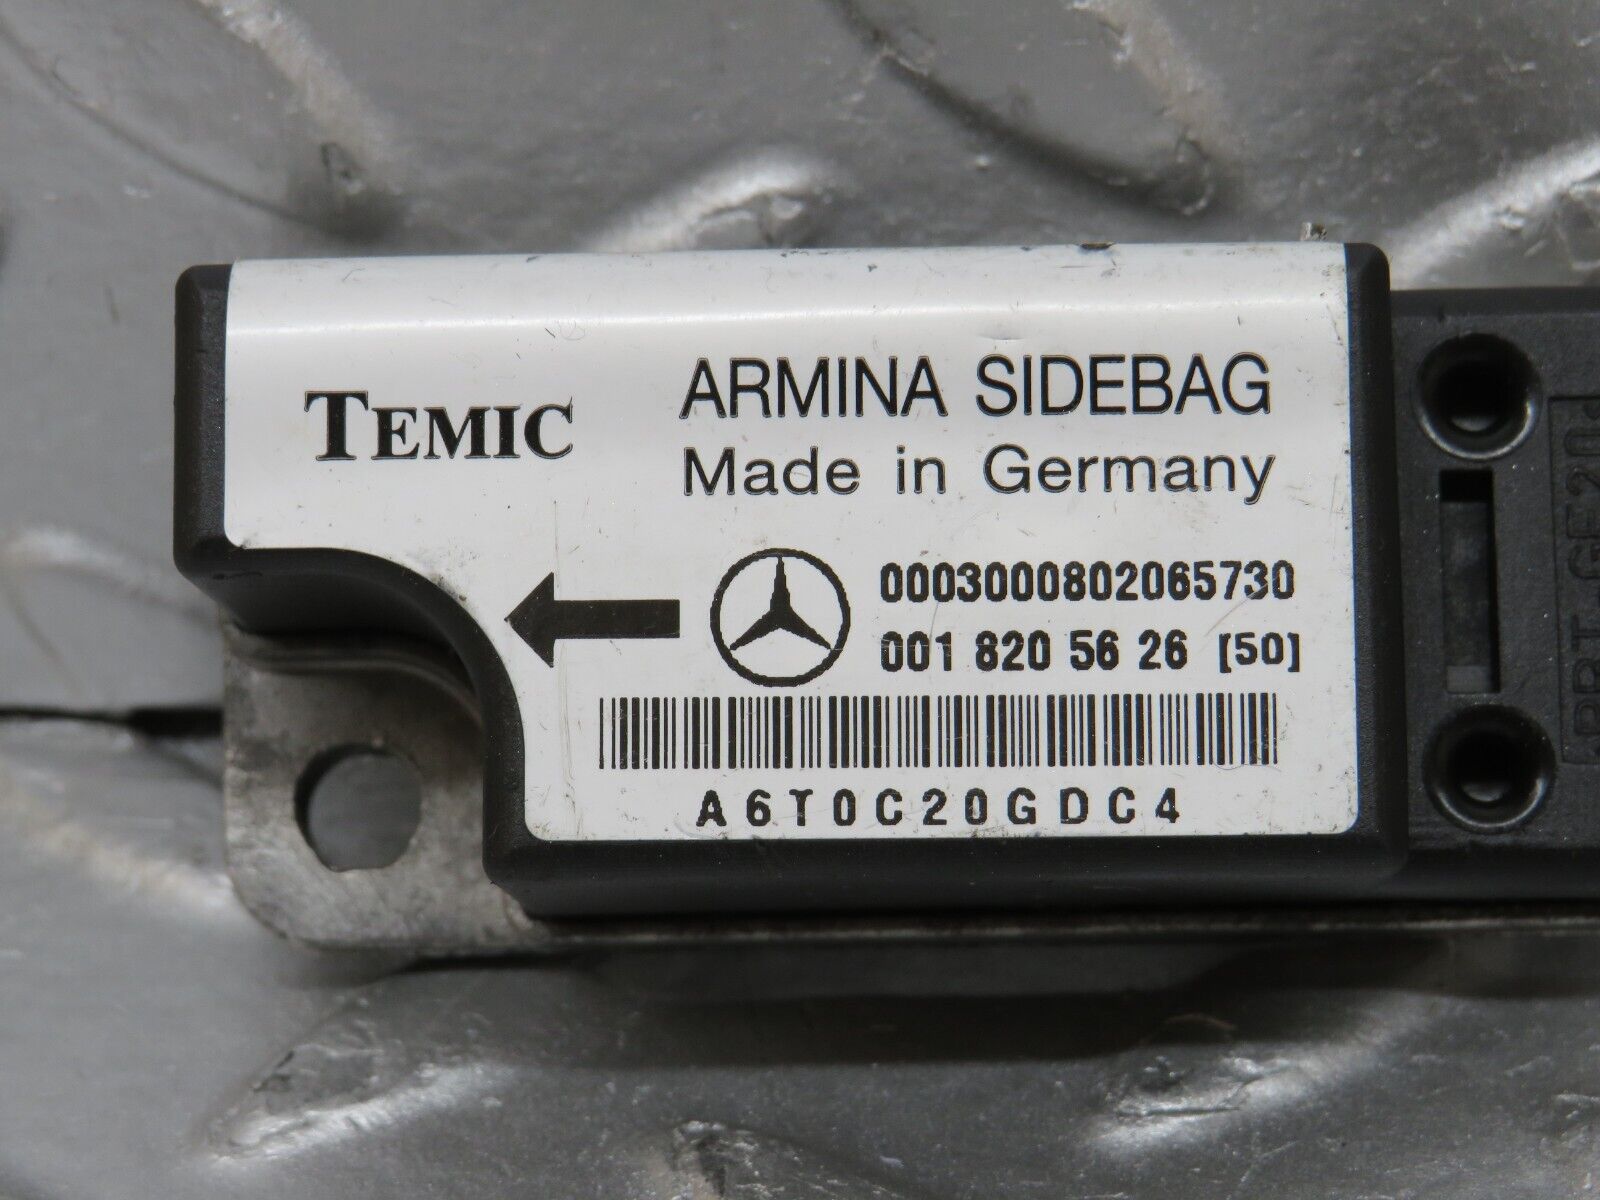 TEMIC
ARMINA SIDEBAG
Made in Germany
0003000802065730
001 820 56 26 [50]
A6T0C20GDC4